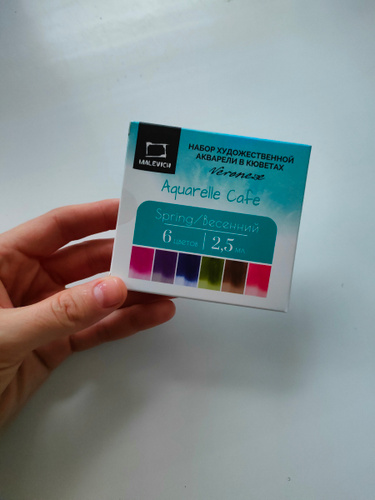 MALEVICH
НАБОР ХУДОЖЕСТВЕННОЙ
АКВАРЕЛИ В КЮВЕТАХ
Veronese
Aquarelle Cafe
Spring/Весенний
6 цветов 2,5 мл